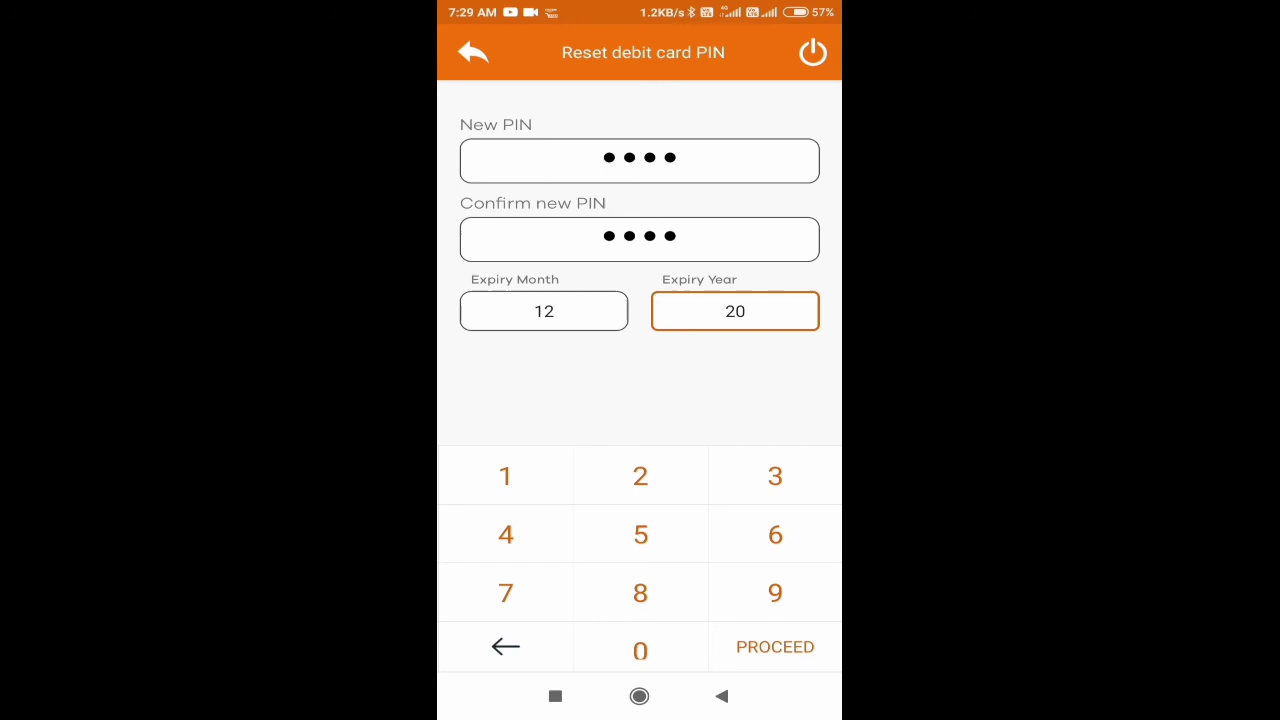 7:29 AM 1.2KB/s 57%
Reset debit card PIN
New PIN
••••
Confirm new PIN
••••
Expiry Month Expiry Year
12 20
1 2 3
4 5 6
7 8 9
0 PROCEED